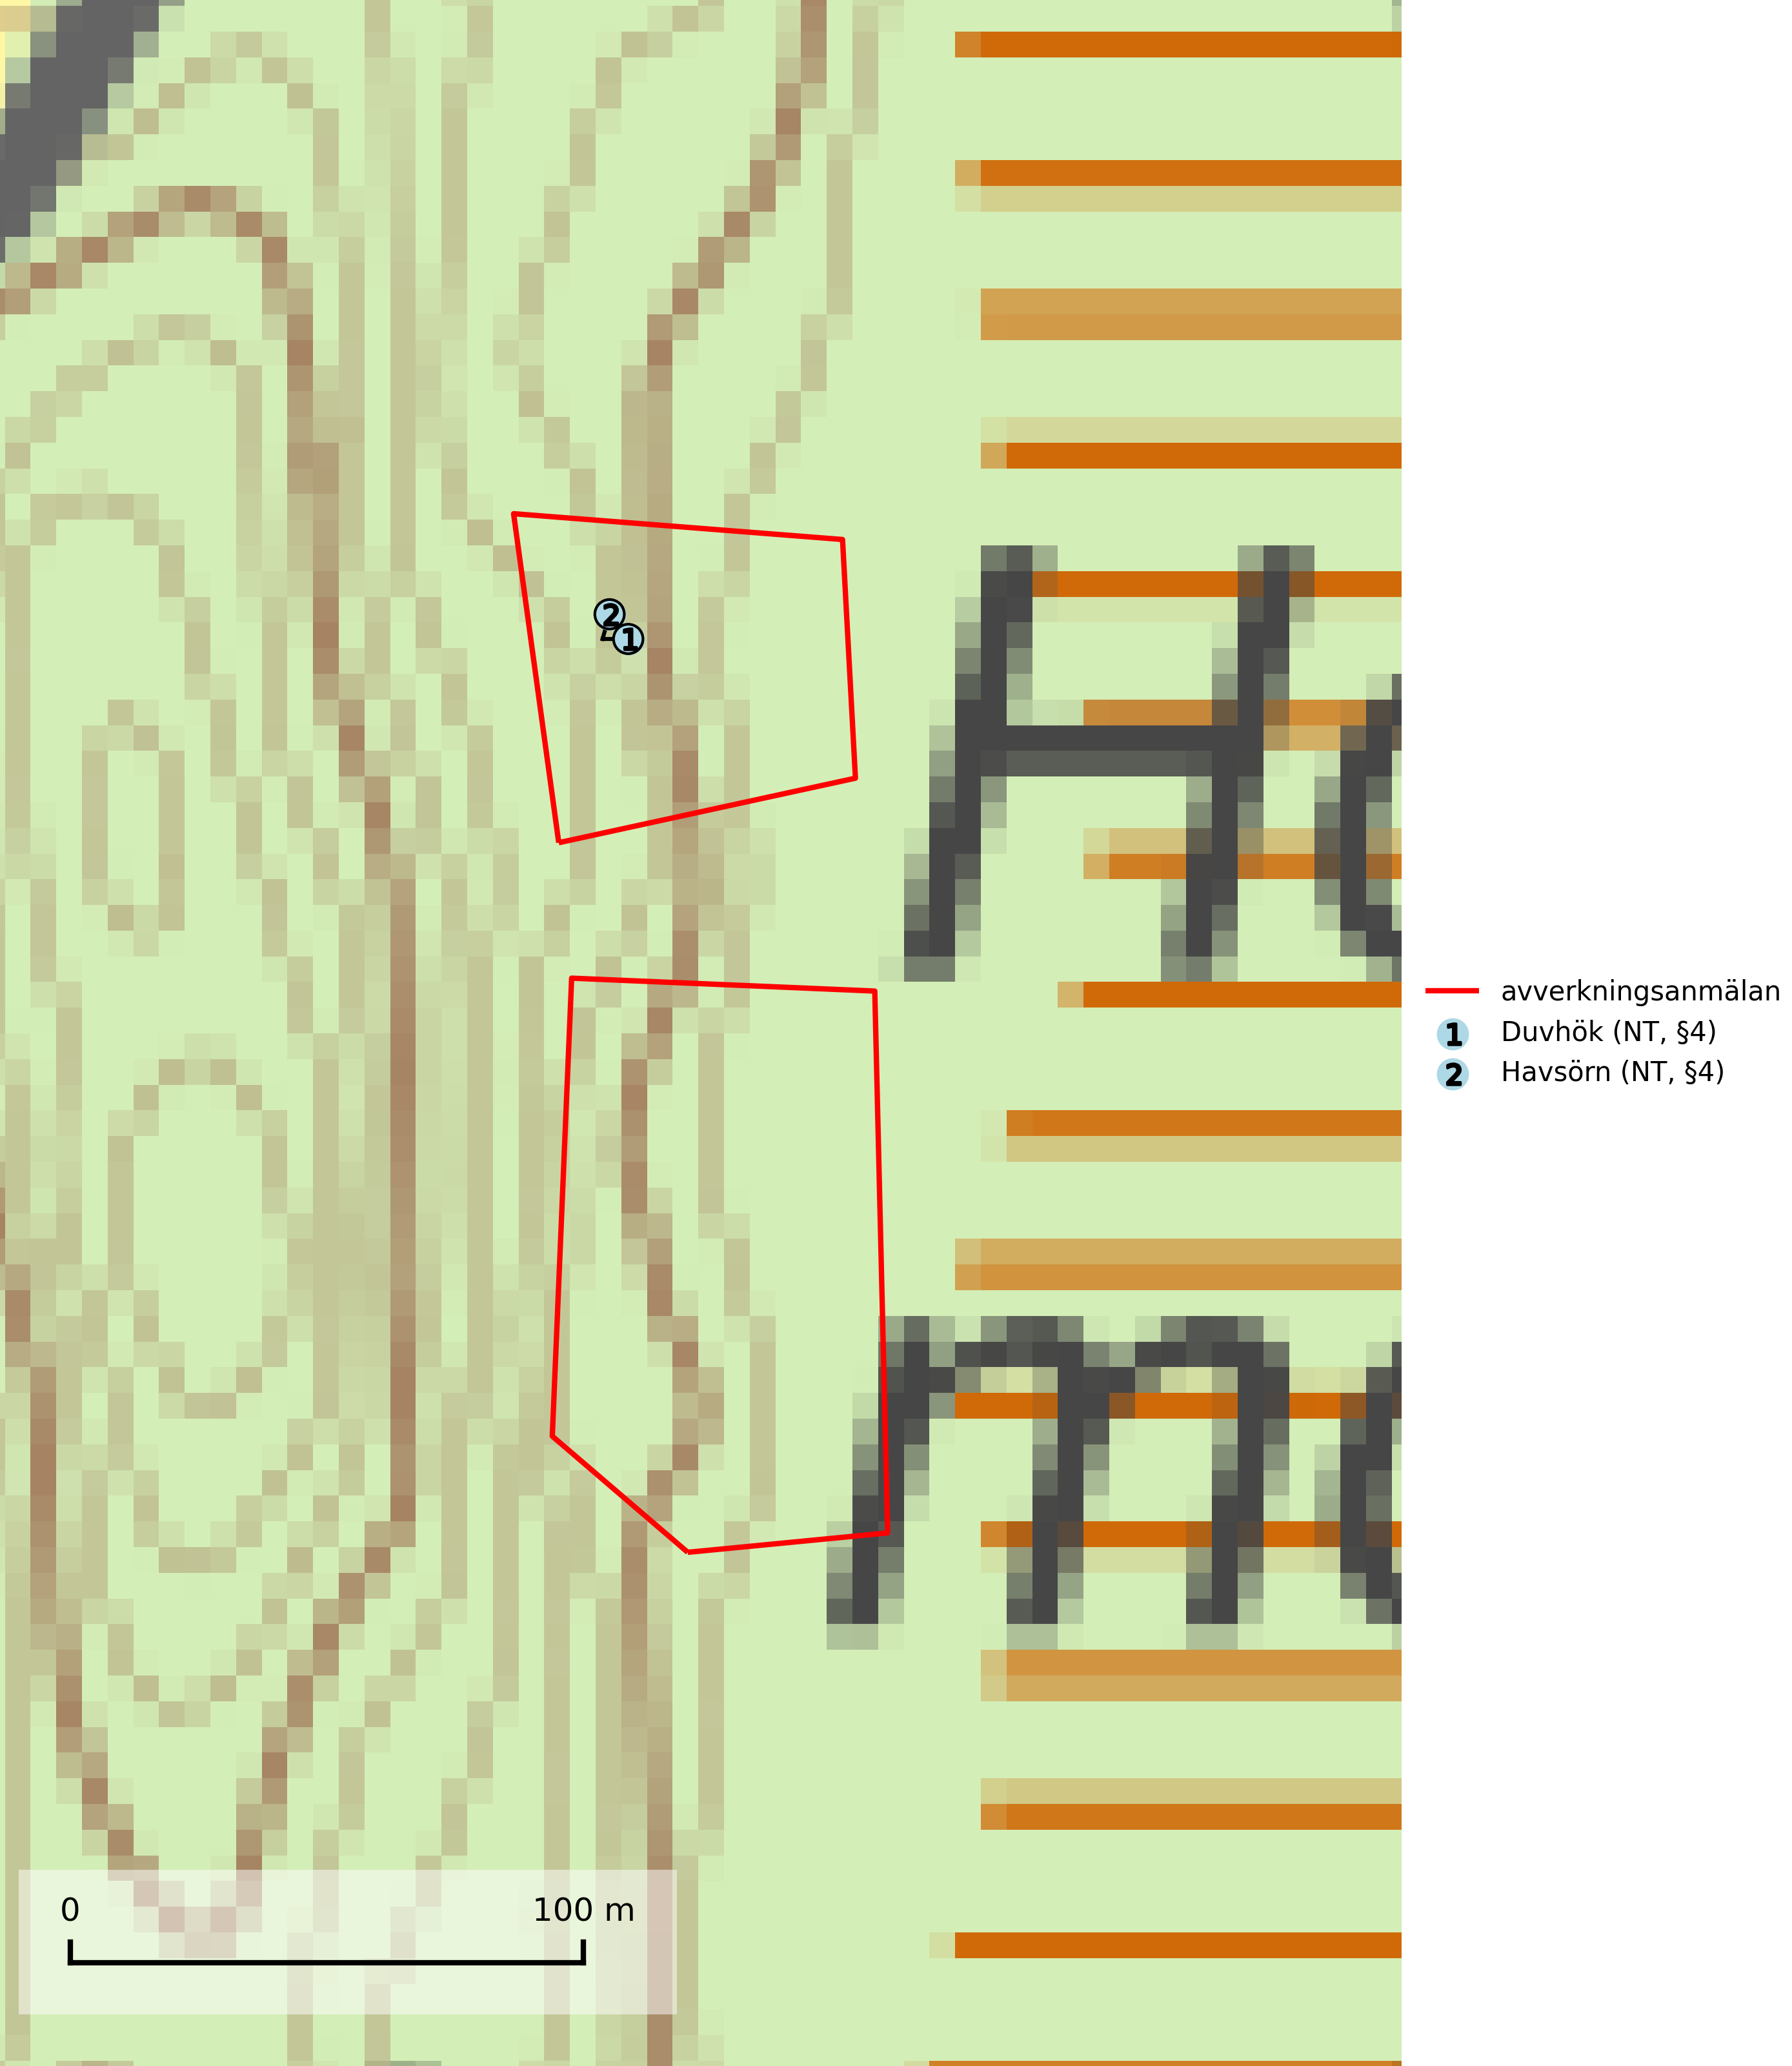 2
1
avverkningsanmälan
1 Duvhök (NT, §4)
2 Havsörn (NT, §4)
0 100 m